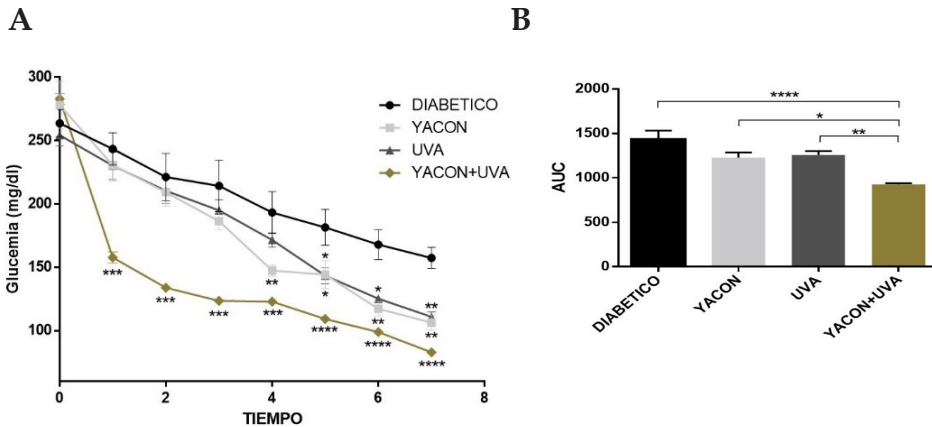 A
B
300
250
200
150
100
Glucemia (mg/dl)
DIABETICO
YACON
UVA
YACON+UVA
***
***
***
**
***
*
*
****
*
**
****
**
**
****
0
2
4
6
8
TIEMPO
2000
1500
1000
500
0
AUC
****
*
**
DIABETICO
YACON
UVA
YACON+UVA